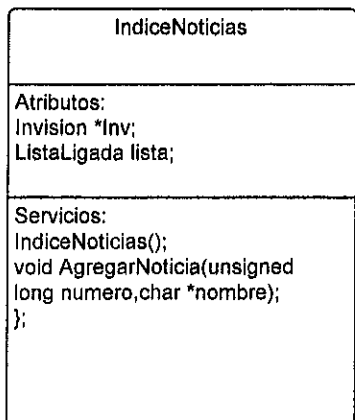 IndiceNoticias
Atributos:
Invision *Inv;
ListaLigada lista;
Servicios:
IndiceNoticias();
void AgregarNoticia(unsigned
long numero,char *nombre);
};